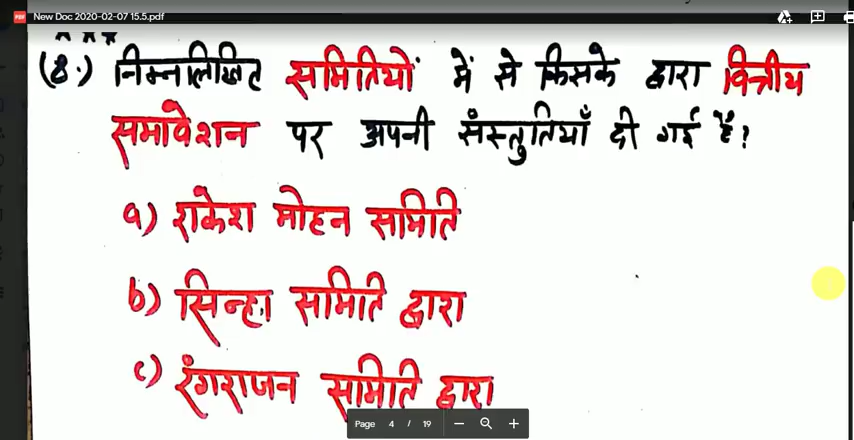 New Doc 2020-02-07 15.5.pdf
(8.) निम्नलिखित समितियों में से किसके द्वारा वित्तीय
समावेशन पर अपनी संस्तुतियाँ दी गई हैं?
a) राकेश मोहन समिति
b) सिन्हा समिति द्वारा
c) रंगराजन समिति द्वारा
Page 4 / 19